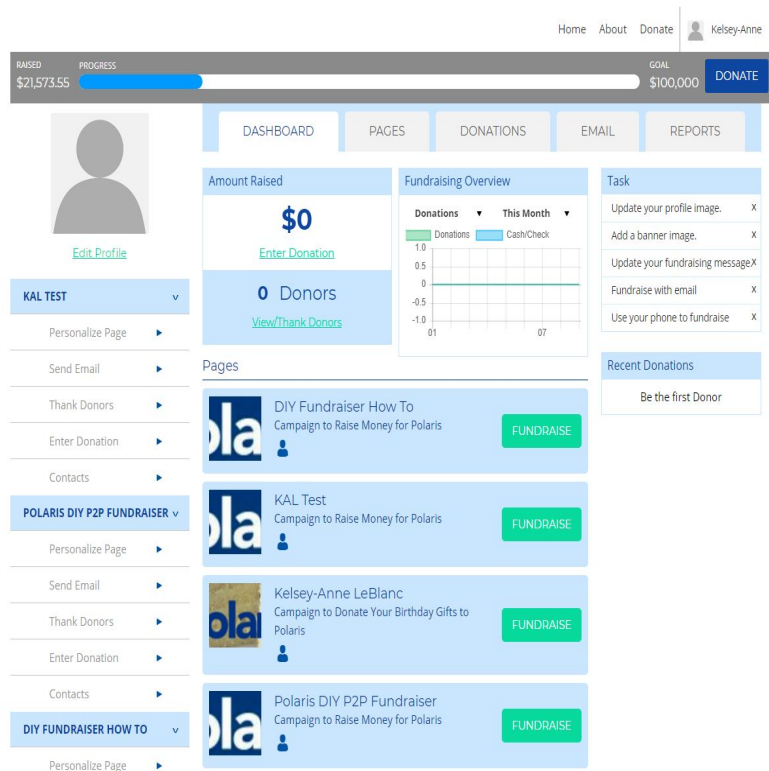 Home About Donate Kelsey-Anne
RAISED PROGRESS GOAL
$21,573.55 $100,000 DONATE
DASHBOARD PAGES DONATIONS EMAIL REPORTS
Edit Profile
KAL TEST v
Personalize Page
Send Email
Thank Donors
Enter Donation
Contacts
POLARIS DIY P2P FUNDRAISER v
Personalize Page
Send Email
Thank Donors
Enter Donation
Contacts
DIY FUNDRAISER HOW TO v
Personalize Page
Amount Raised
$0
Enter Donation
0 Donors
View/Thank Donors
Fundraising Overview
Donations This Month
Donations Cash/Check
1.0
0.5
0
-0.5
-1.0
01 07
Task
Update your profile image. X
Add a banner image. X
Update your fundraising message X
Fundraise with email X
Use your phone to fundraise X
Recent Donations
Be the first Donor
Pages
ola
DIY Fundraiser How To
Campaign to Raise Money for Polaris
FUNDRAISE
ola
KAL Test
Campaign to Raise Money for Polaris
FUNDRAISE
olai
Kelsey-Anne LeBlanc
Campaign to Donate Your Birthday Gifts to
Polaris
FUNDRAISE
ola
Polaris DIY P2P Fundraiser
Campaign to Raise Money for Polaris
FUNDRAISE